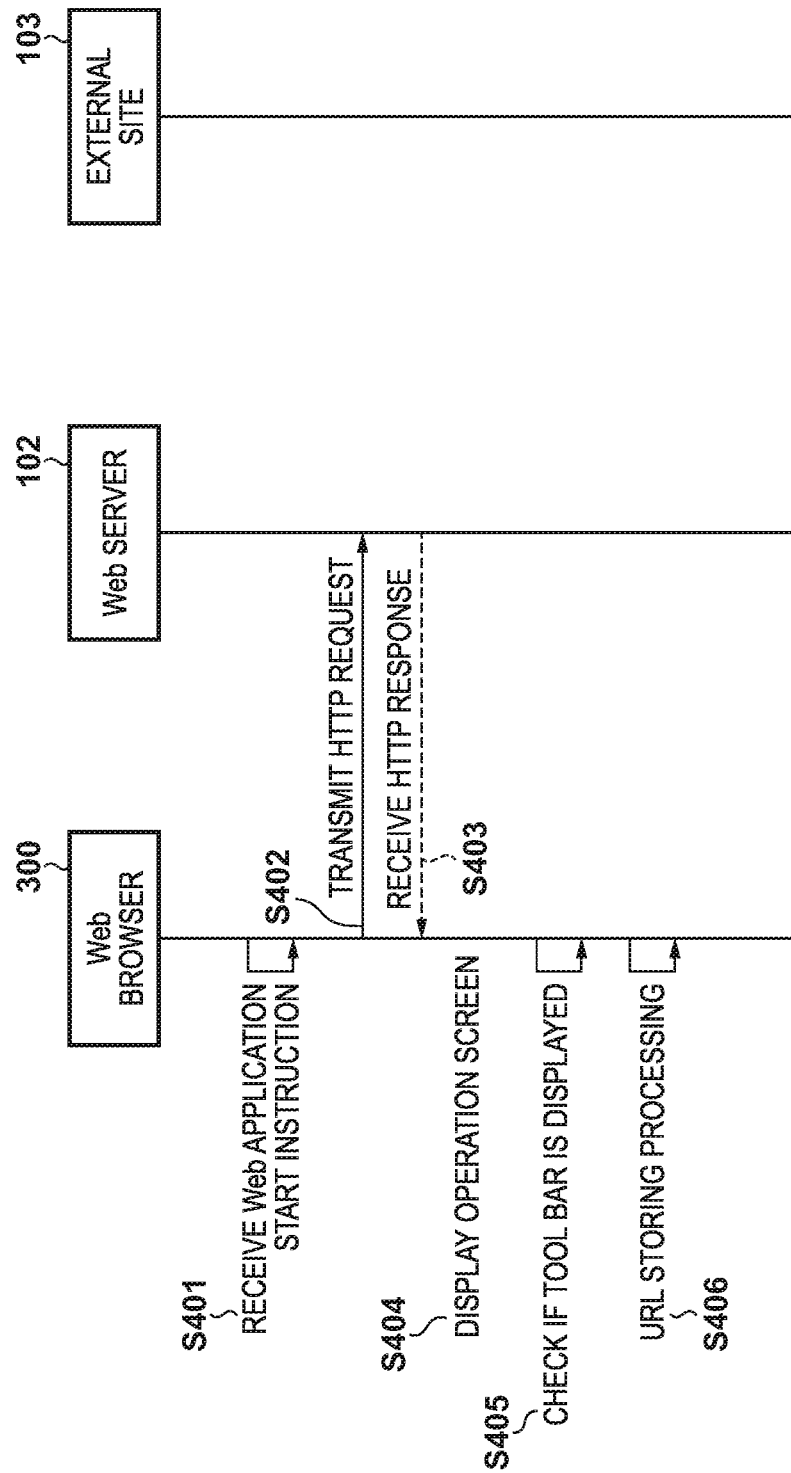 300
Web
BROWSER
102
Web SERVER
103
EXTERNAL
SITE
S401
RECEIVE Web APPLICATION
START INSTRUCTION
S402
TRANSMIT HTTP REQUEST
RECEIVE HTTP RESPONSE
S403
S404
DISPLAY OPERATION SCREEN
S405
CHECK IF TOOL BAR IS DISPLAYED
URL STORING PROCESSING
S406